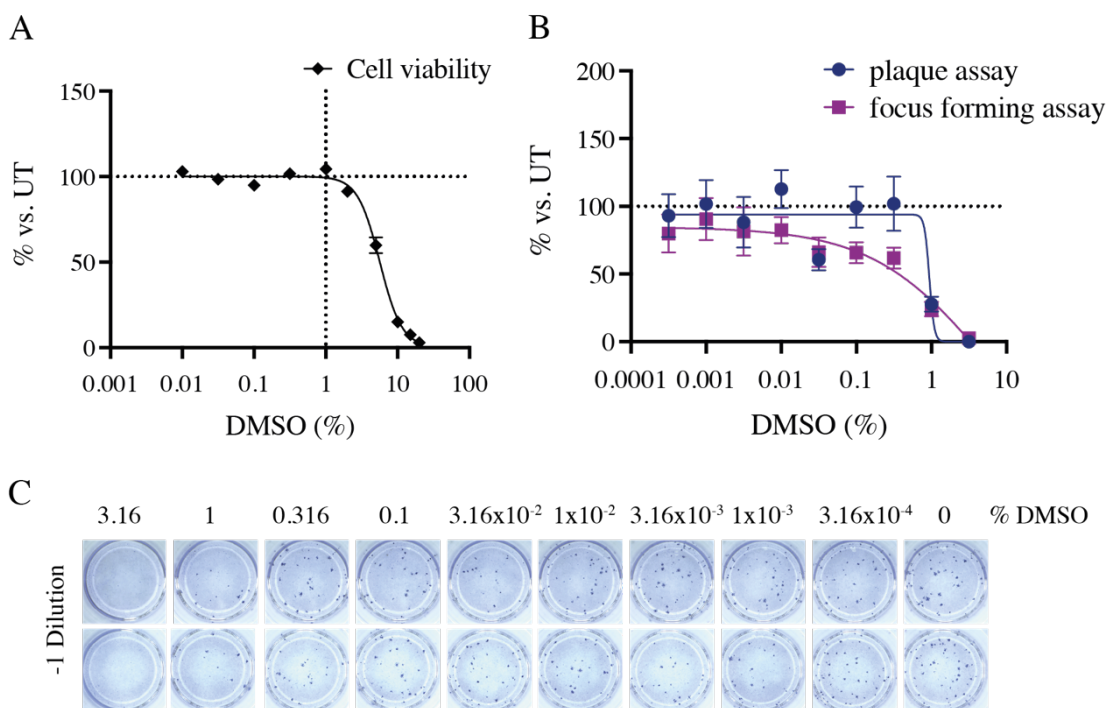 A
Cell viability
150
100
50
0
% vs. UT
0.001 0.01 0.1 1 10 100
DMSO (%)
B
plaque assay
focus forming assay
200
150
100
50
0
% vs. UT
0.0001 0.001 0.01 0.1 1 10
DMSO (%)
C
3.16 1 0.316 0.1 3.16x10⁻² 1x10⁻² 3.16x10⁻³ 1x10⁻³ 3.16x10⁻⁴ 0 % DMSO
-1 Dilution